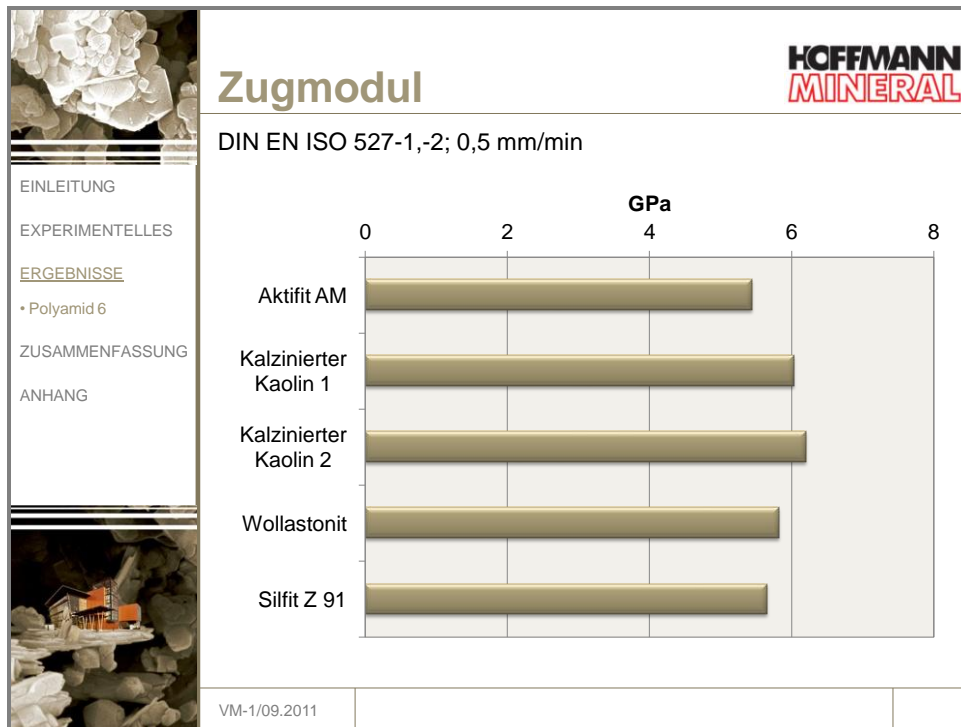 Zugmodul
HOFFMANN
MINERAL
DIN EN ISO 527-1,-2; 0,5 mm/min
EINLEITUNG
EXPERIMENTELLES
ERGEBNISSE
• Polyamid 6
ZUSAMMENFASSUNG
ANHANG
GPa
0 2 4 6 8
Aktifit AM
Kalzinierter
Kaolin 1
Kalzinierter
Kaolin 2
Wollastonit
Silfit Z 91
VM-1/09.2011